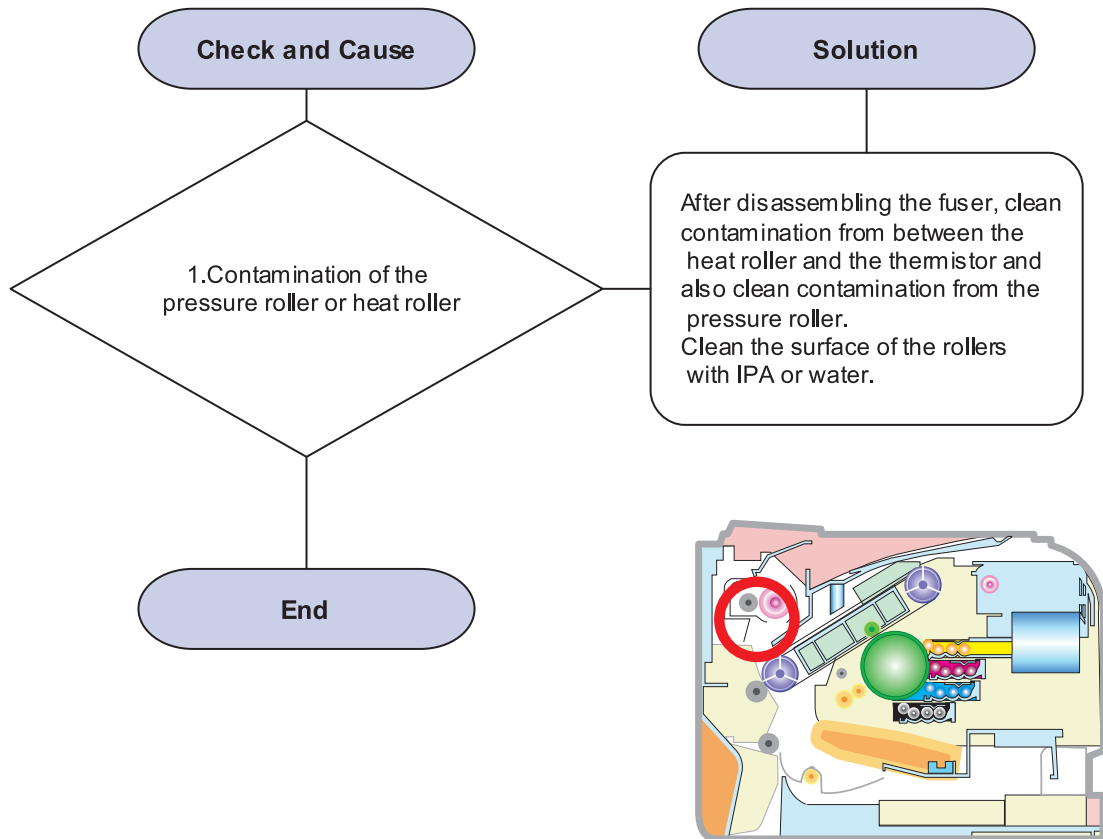 Check and Cause
Solution
1.Contamination of the
pressure roller or heat roller
After disassembling the fuser, clean
contamination from between the
heat roller and the thermistor and
also clean contamination from the
pressure roller.
Clean the surface of the rollers
with IPA or water.
End